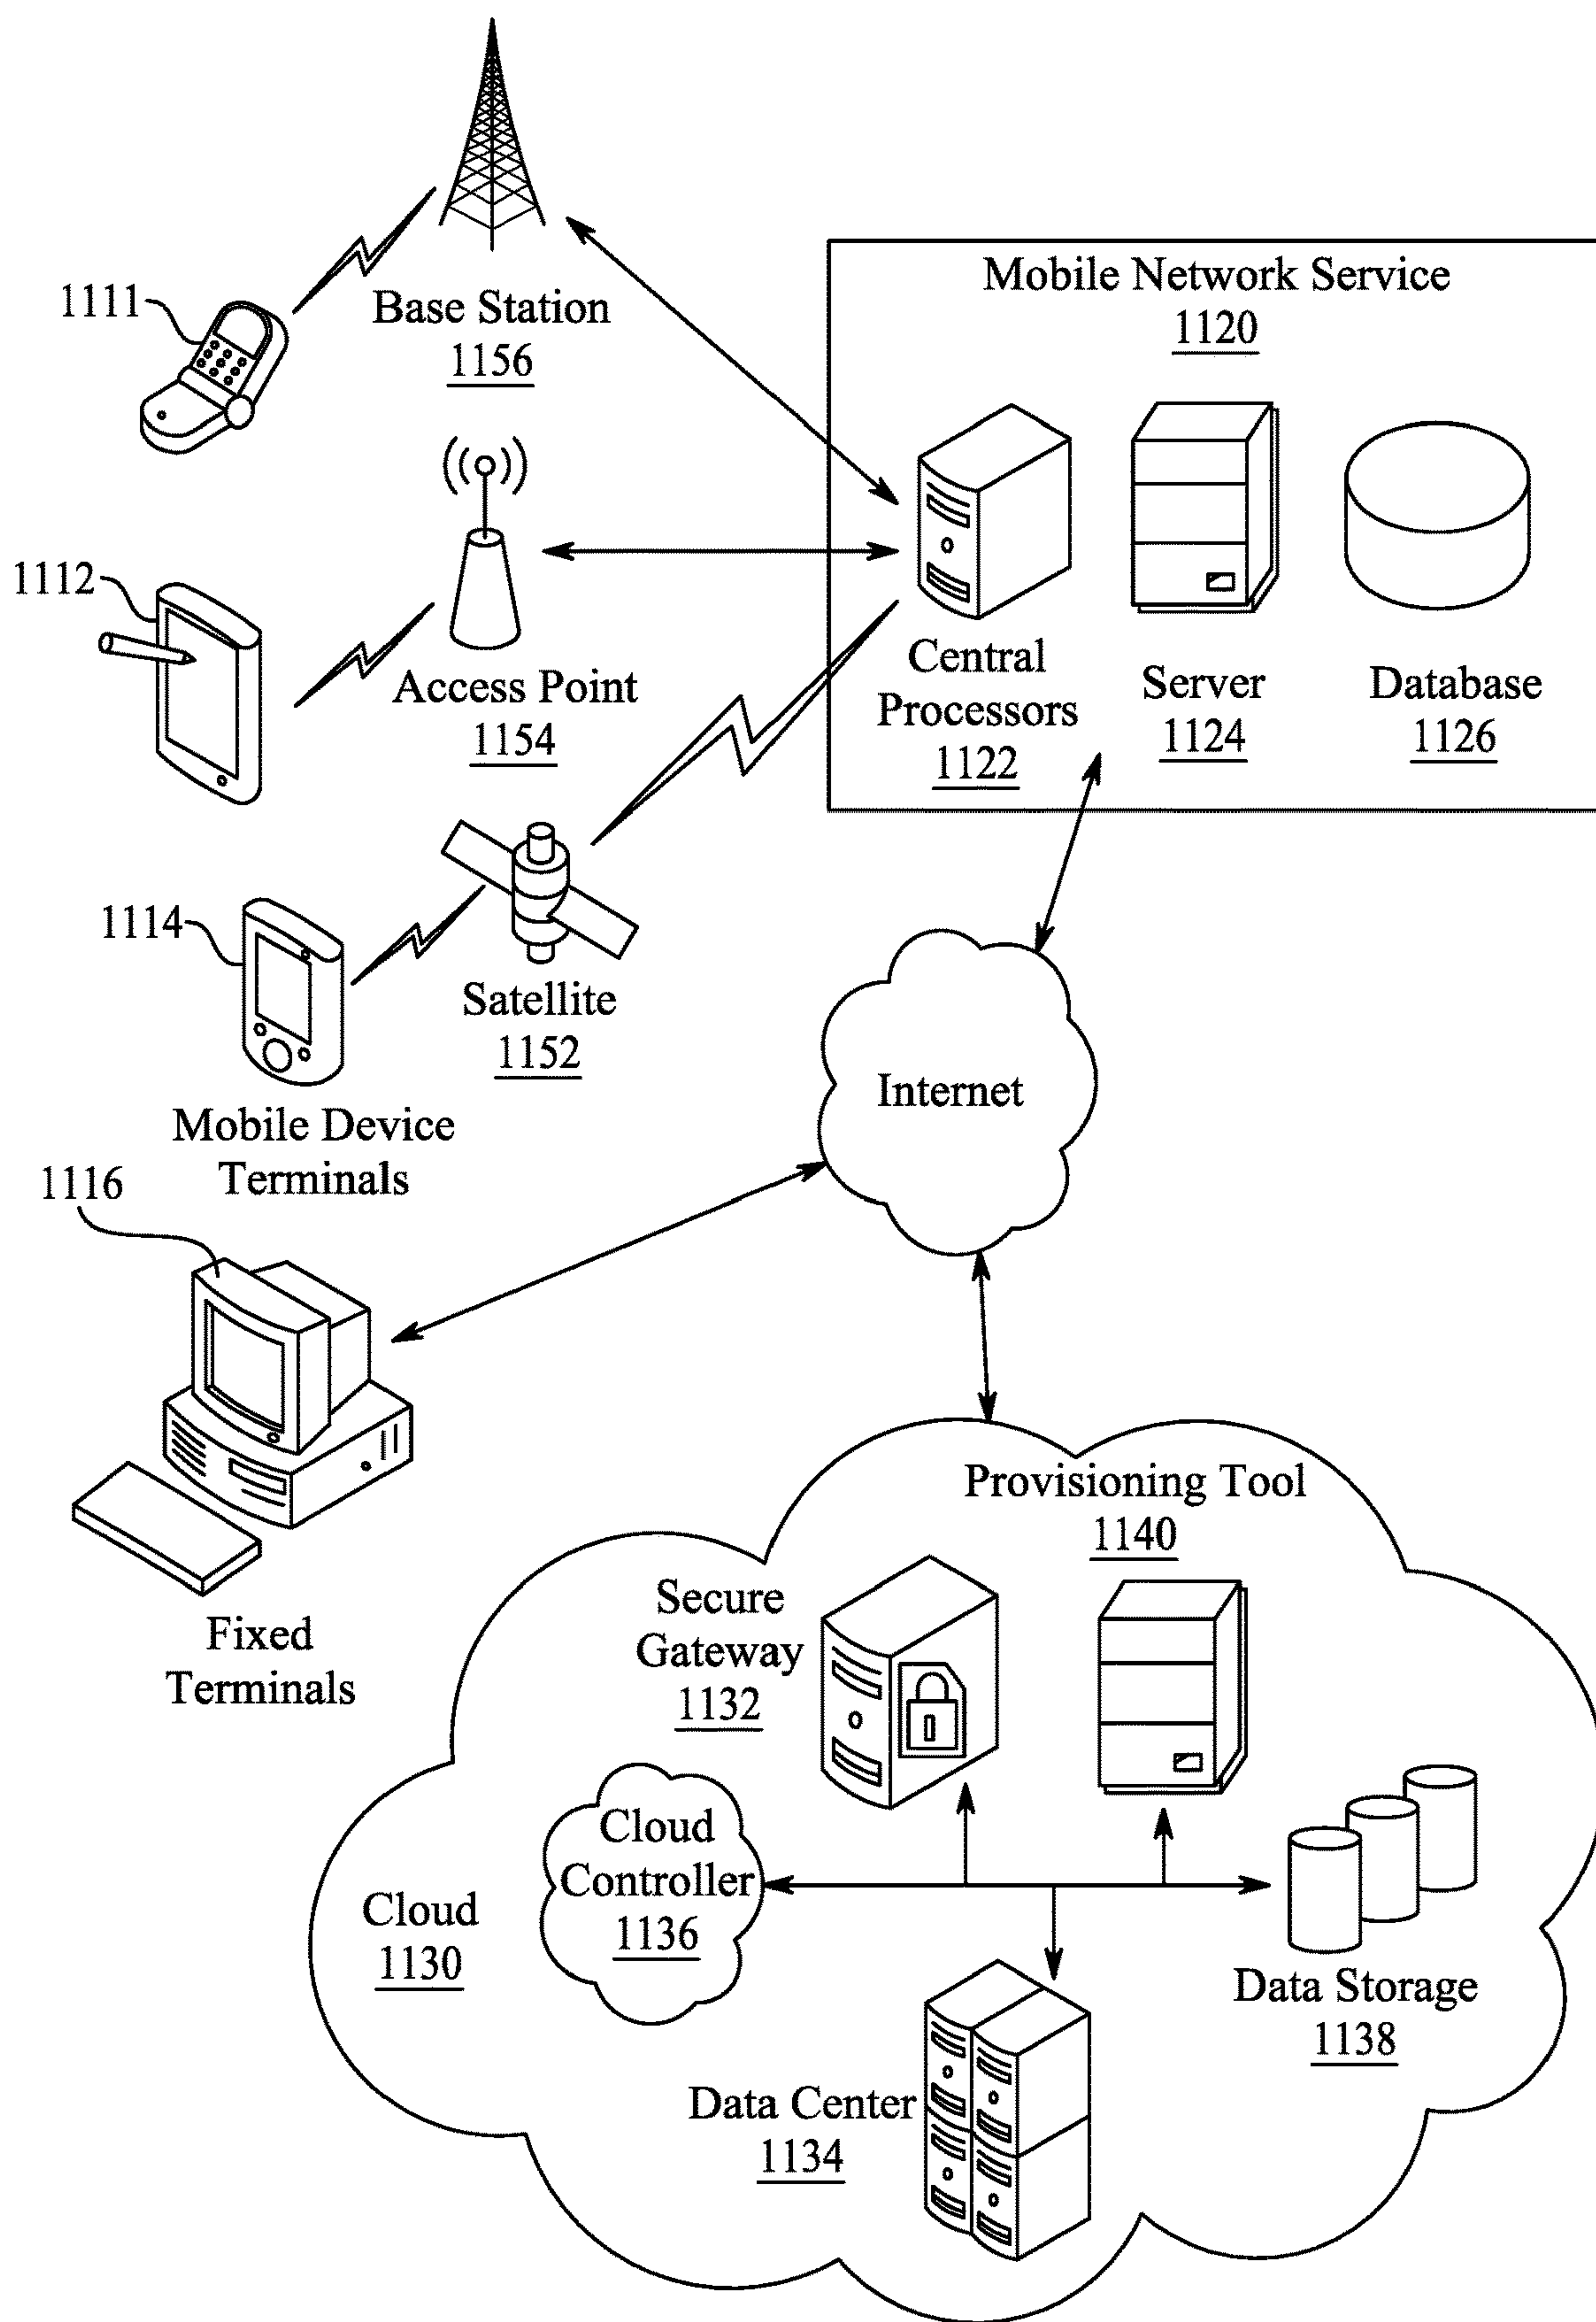 1111
Base Station
1156
Mobile Network Service
1120
1112
Access Point
1154
Central
Processors
1122
Server
1124
Database
1126
1114
Satellite
1152
Mobile Device
Terminals
Internet
1116
Fixed
Terminals
Provisioning Tool
1140
Secure
Gateway
1132
Cloud
Controller
1136
Cloud
1130
Data Storage
1138
Data Center
1134